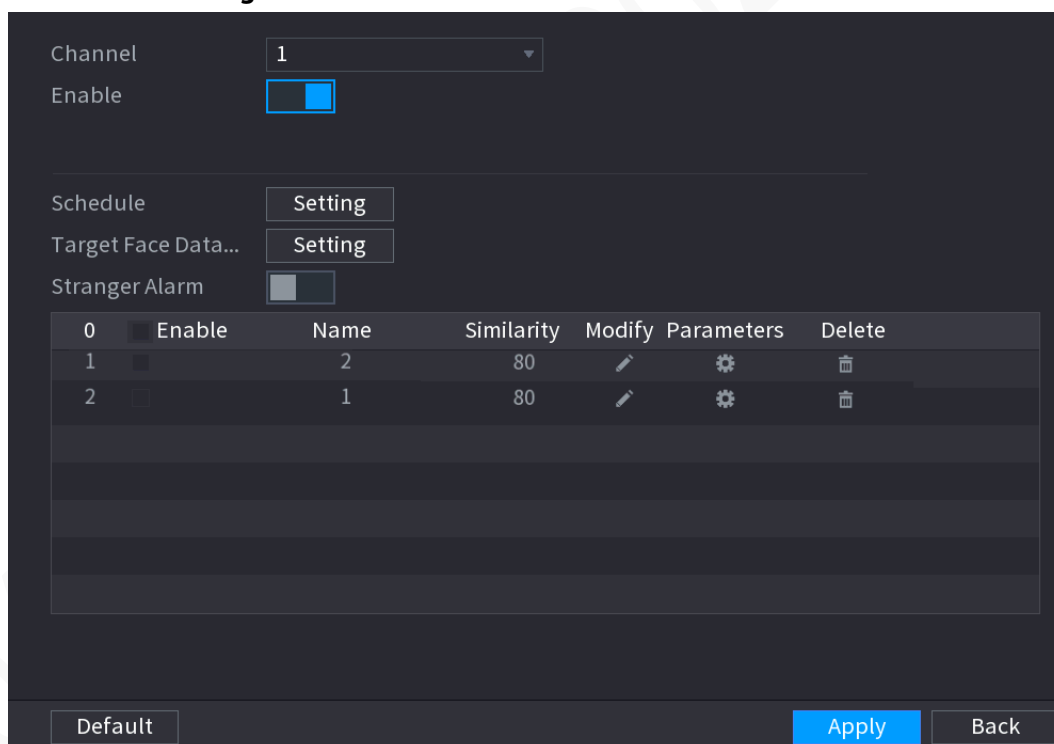 g
Channel 1
Enable
Schedule Setting
Target Face Data... Setting
Stranger Alarm
0 Enable Name Similarity Modify Parameters Delete
1 2 80
2 1 80
Default Apply Back